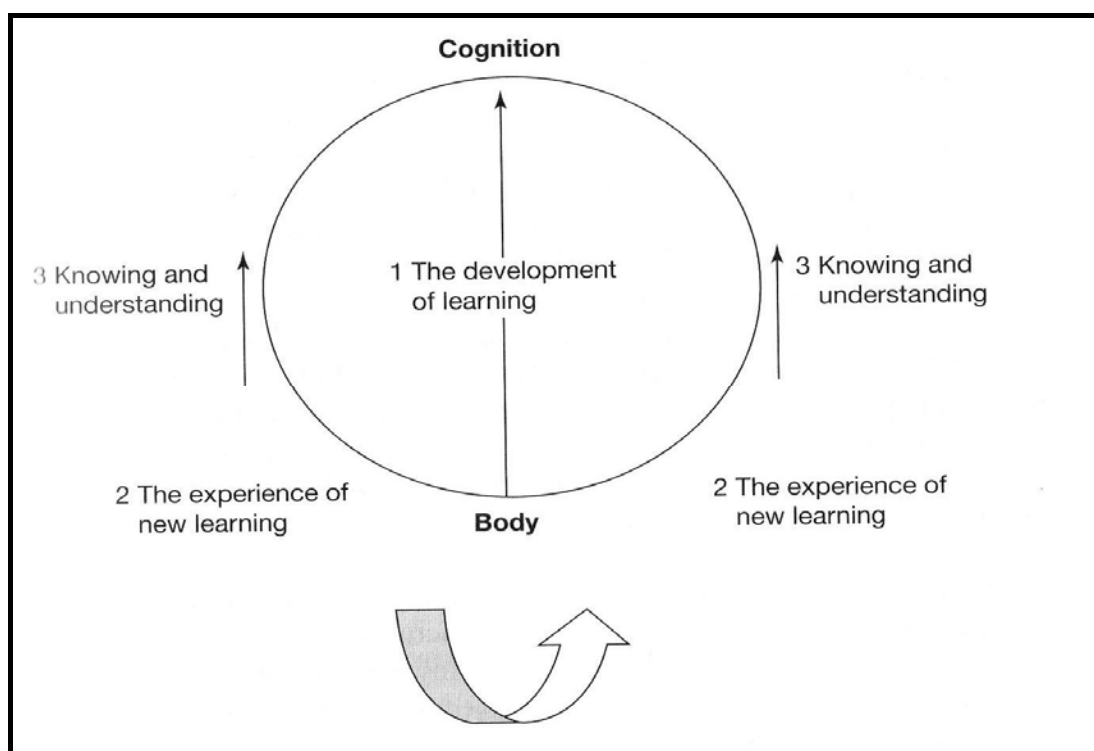 Cognition
3 Knowing and
understanding
1 The development
of learning
3 Knowing and
understanding
2 The experience of
new learning
Body
2 The experience of
new learning